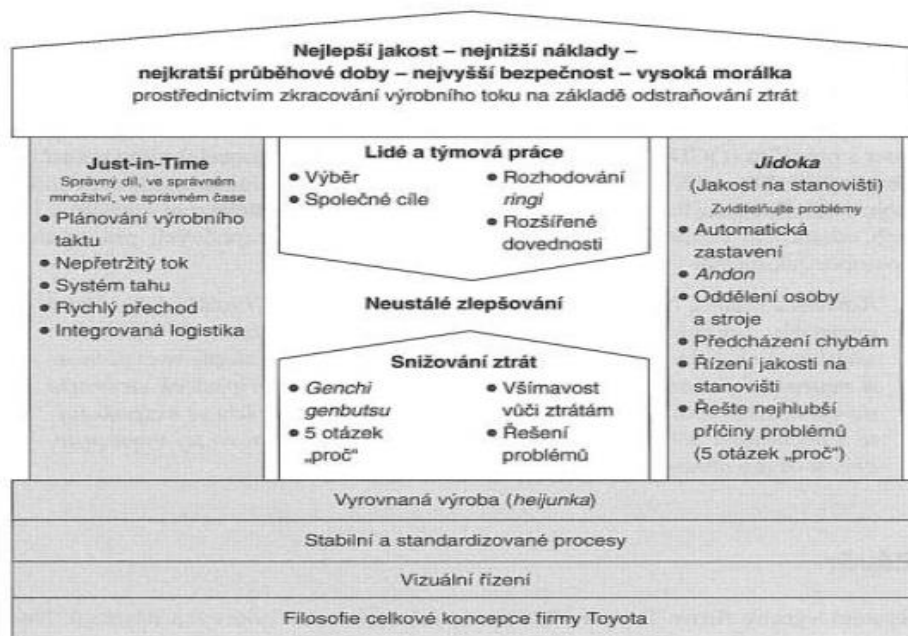 Nejlepší jakost – nejnižší náklady –
nejkratší průběhové doby – nejvyšší bezpečnost – vysoká morálka
prostřednictvím zkracování výrobního toku na základě odstraňování ztrát
Just-in-Time
Správný díl, ve správném
množství, ve správném čase
• Plánování výrobního
taktu
• Nepřetržitý tok
• Systém tahu
• Rychlý přechod
• Integrovaná logistika
Lidé a týmová práce
• Výběr
• Společné cíle
• Rozhodování
ringi
• Rozšířené
dovednosti
Neustálé zlepšování
Snižování ztrát
• Genchi
genbutsu
• 5 otázek
„proč“
• Všímavost
vůči ztrátám
• Řešení
problémů
Jidoka
(Jakost na stanovišti)
Zviditelňujte problémy
• Automatická
zastavení
• Andon
• Oddělení osoby
a stroje
• Předcházení chybám
• Řízení jakosti na
stanovišti
• Řešte nejhlubší
příčiny problémů
(5 otázek „proč“)
Vyrovnaná výroba (heijunka)
Stabilní a standardizované procesy
Vizuální řízení
Filosofie celkové koncepce firmy Toyota